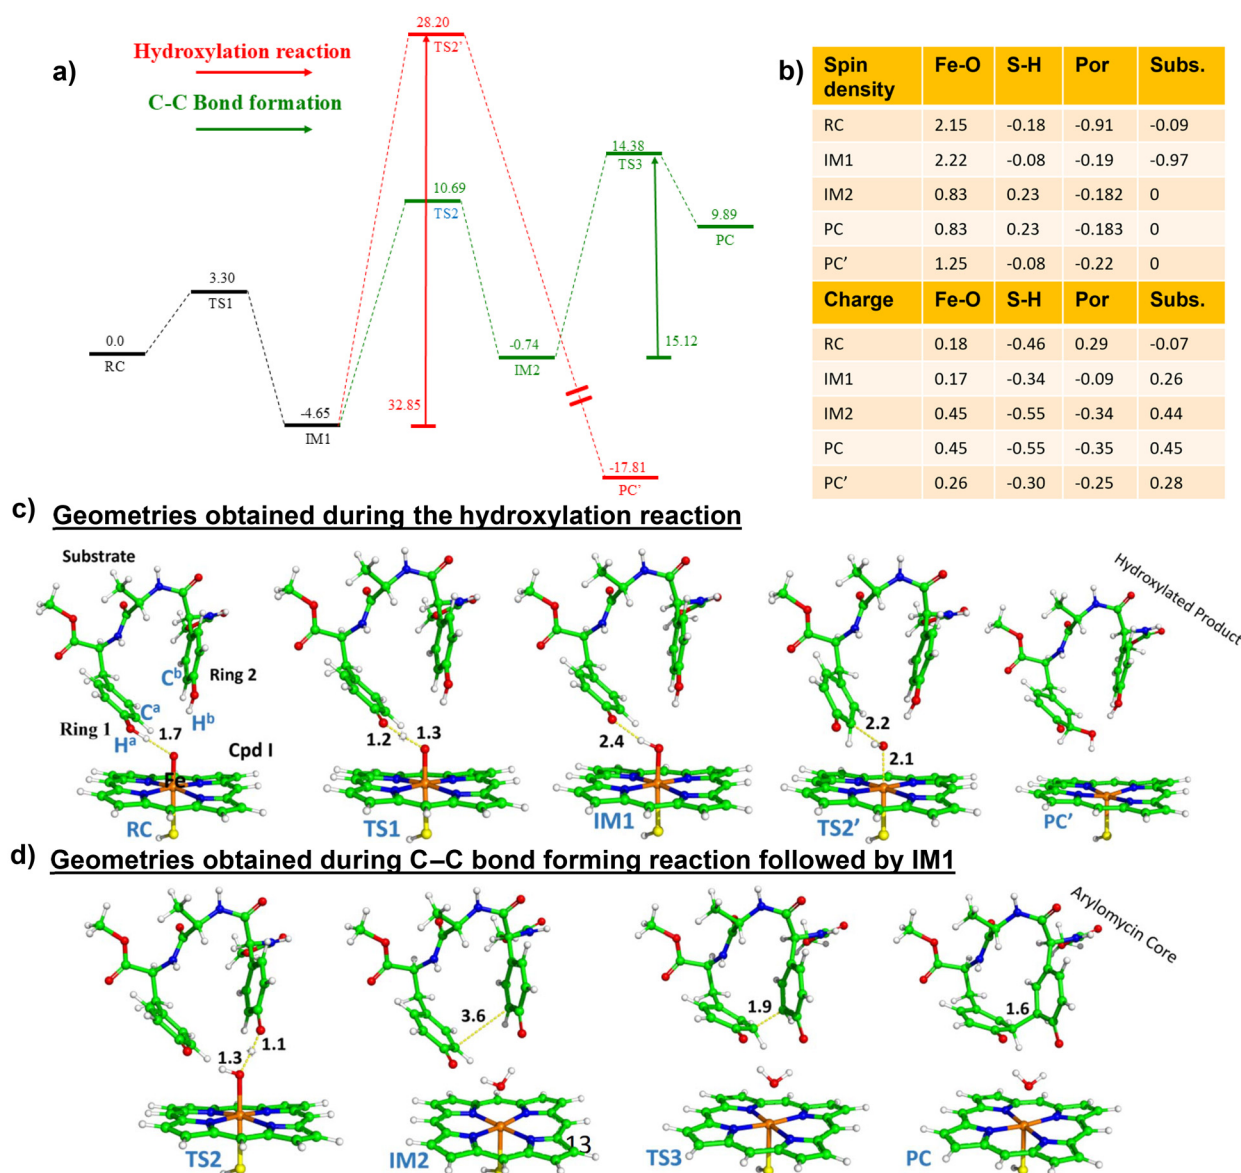 a)
Hydroxylation reaction
C-C Bond formation
28.20
TS2'
10.69
TS2
14.38
TS3
9.89
PC
3.30
TS1
0.0
RC
-0.74
IM2
15.12
-4.65
IM1
32.85
-17.81
PC'
b)
Spin density Fe-O S-H Por Subs.
RC 2.15 -0.18 -0.91 -0.09
IM1 2.22 -0.08 -0.19 -0.97
IM2 0.83 0.23 -0.182 0
PC 0.83 0.23 -0.183 0
PC' 1.25 -0.08 -0.22 0
Charge Fe-O S-H Por Subs.
RC 0.18 -0.46 0.29 -0.07
IM1 0.17 -0.34 -0.09 0.26
IM2 0.45 -0.55 -0.34 0.44
PC 0.45 -0.55 -0.35 0.45
PC' 0.26 -0.30 -0.25 0.28
c) Geometries obtained during the hydroxylation reaction
Substrate
Ring 2
C^b
H^b
C^a
Ring 1
H^a
1.7
Cpd I
Fe
RC
1.2
1.3
TS1
2.4
IM1
2.2
2.1
TS2'
Hydroxylated Product
PC'
d) Geometries obtained during C–C bond forming reaction followed by IM1
1.3
1.1
TS2
3.6
IM2
13
1.9
TS3
1.6
Arylomycin Core
PC